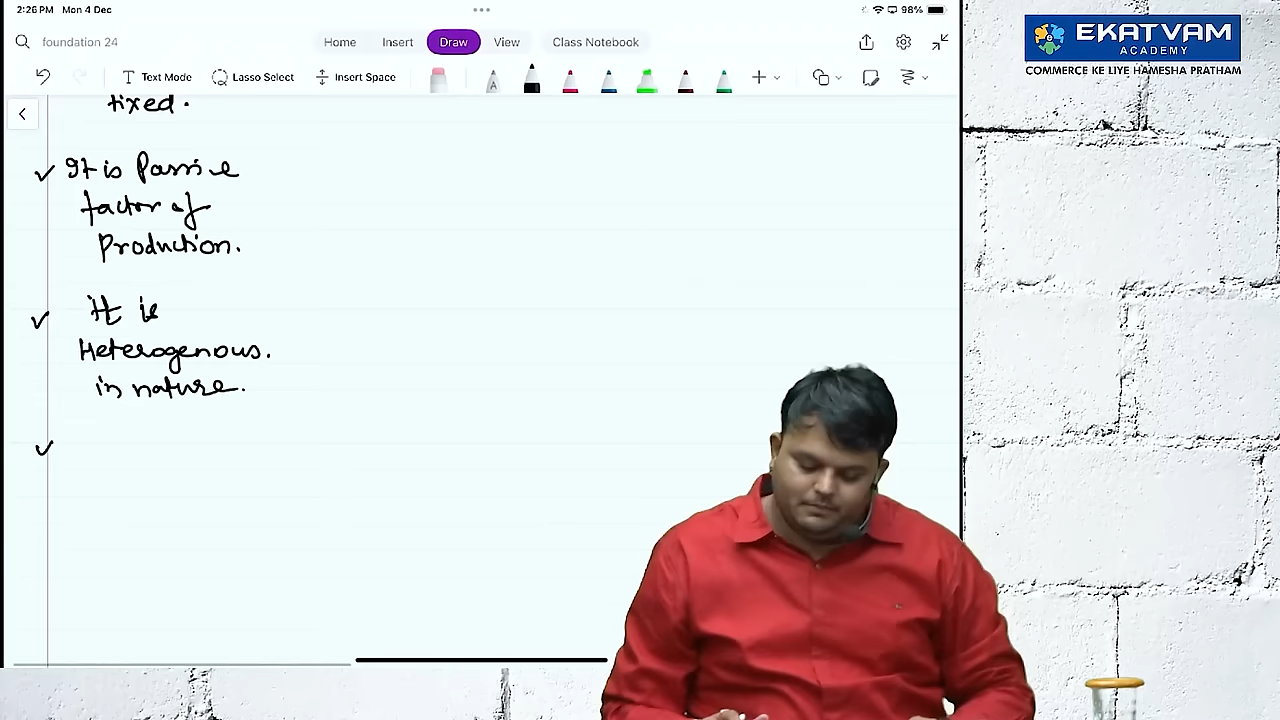 2:26 PM Mon 4 Dec
98%
foundation 24
Home Insert Draw View Class Notebook
Text Mode Lasso Select Insert Space
EKATVAM
ACADEMY
COMMERCE KE LIYE HAMESHA PRATHAM
fixed.
It is Passive
factor of
Production.
it is
Heterogenous.
in nature.